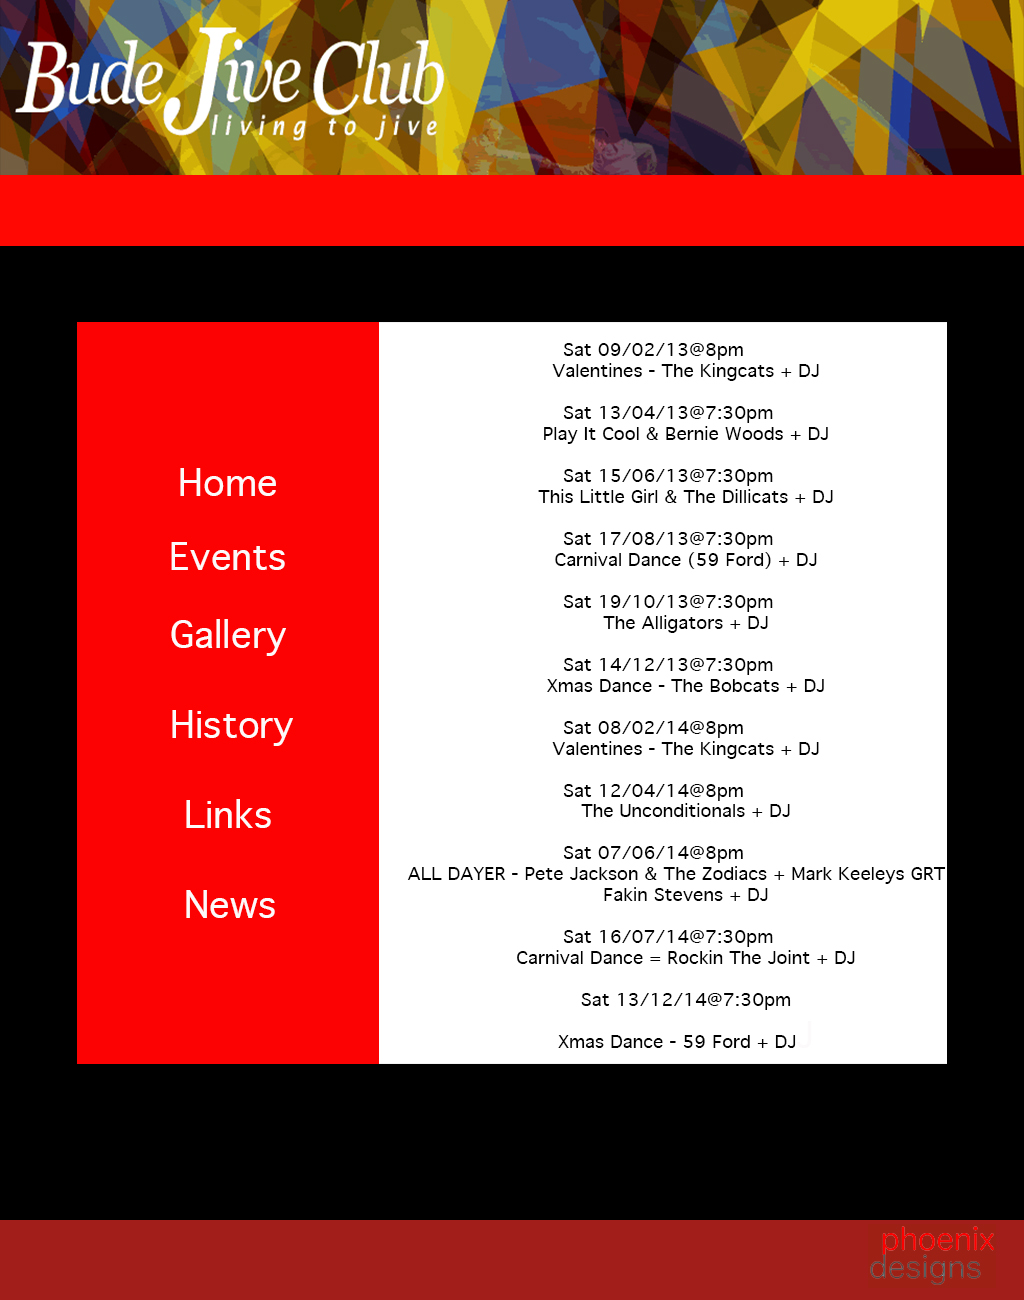 Bude Jive Club
living to jive
Home
Events
Gallery
History
Links
News
Sat 09/02/13@8pm
Valentines - The Kingcats + DJ
Sat 13/04/13@7:30pm
Play It Cool & Bernie Woods + DJ
Sat 15/06/13@7:30pm
This Little Girl & The Dillicats + DJ
Sat 17/08/13@7:30pm
Carnival Dance (59 Ford) + DJ
Sat 19/10/13@7:30pm
The Alligators + DJ
Sat 14/12/13@7:30pm
Xmas Dance - The Bobcats + DJ
Sat 08/02/14@8pm
Valentines - The Kingcats + DJ
Sat 12/04/14@8pm
The Unconditionals + DJ
Sat 07/06/14@8pm
ALL DAYER - Pete Jackson & The Zodiacs + Mark Keeleys GRT
Fakin Stevens + DJ
Sat 16/07/14@7:30pm
Carnival Dance = Rockin The Joint + DJ
Sat 13/12/14@7:30pm
Xmas Dance - 59 Ford + DJ
phoenix
designs